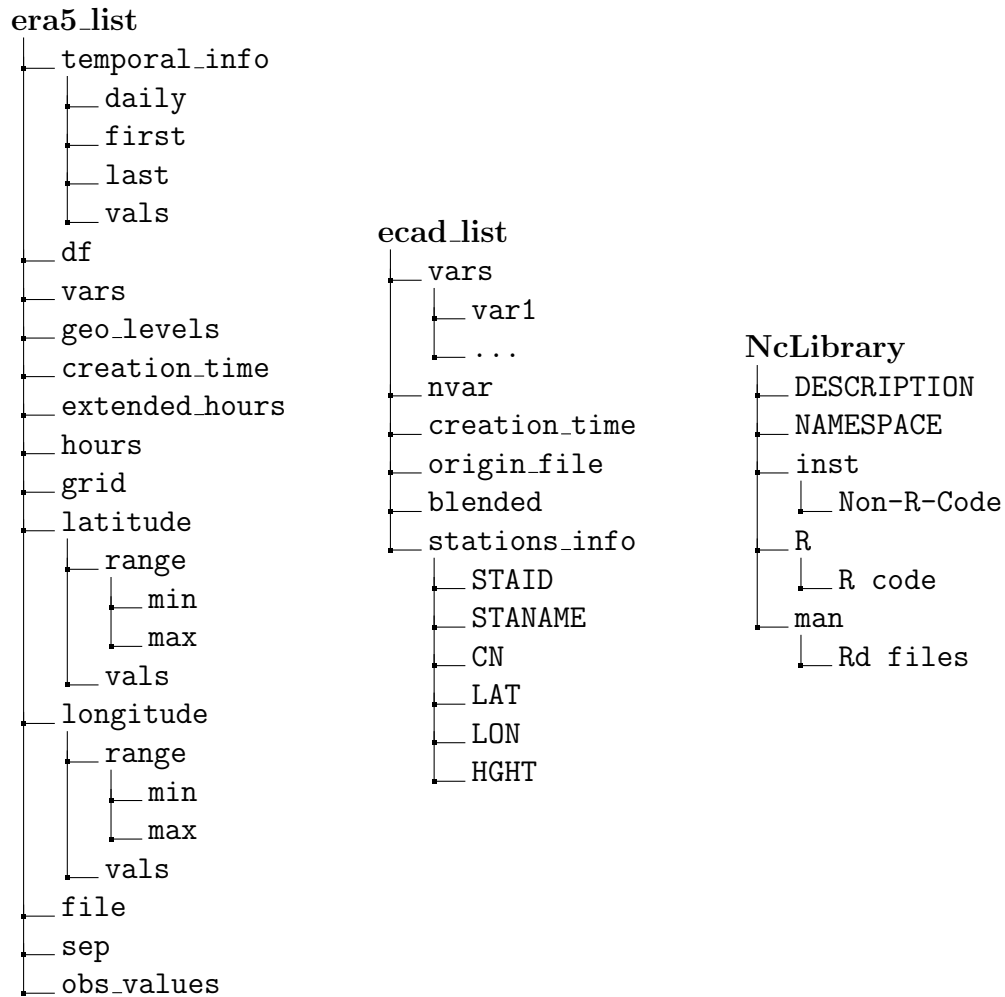 era5_list
temporal_info
daily
first
last
vals
df
vars
geo_levels
creation_time
extended_hours
hours
grid
latitude
range
min
max
vals
longitude
range
min
max
vals
file
sep
obs_values
ecad_list
vars
var1
...
nvar
creation_time
origin_file
blended
stations_info
STAID
STANAME
CN
LAT
LON
HGHT
NcLibrary
DESCRIPTION
NAMESPACE
inst
Non-R-Code
R
R code
man
Rd files